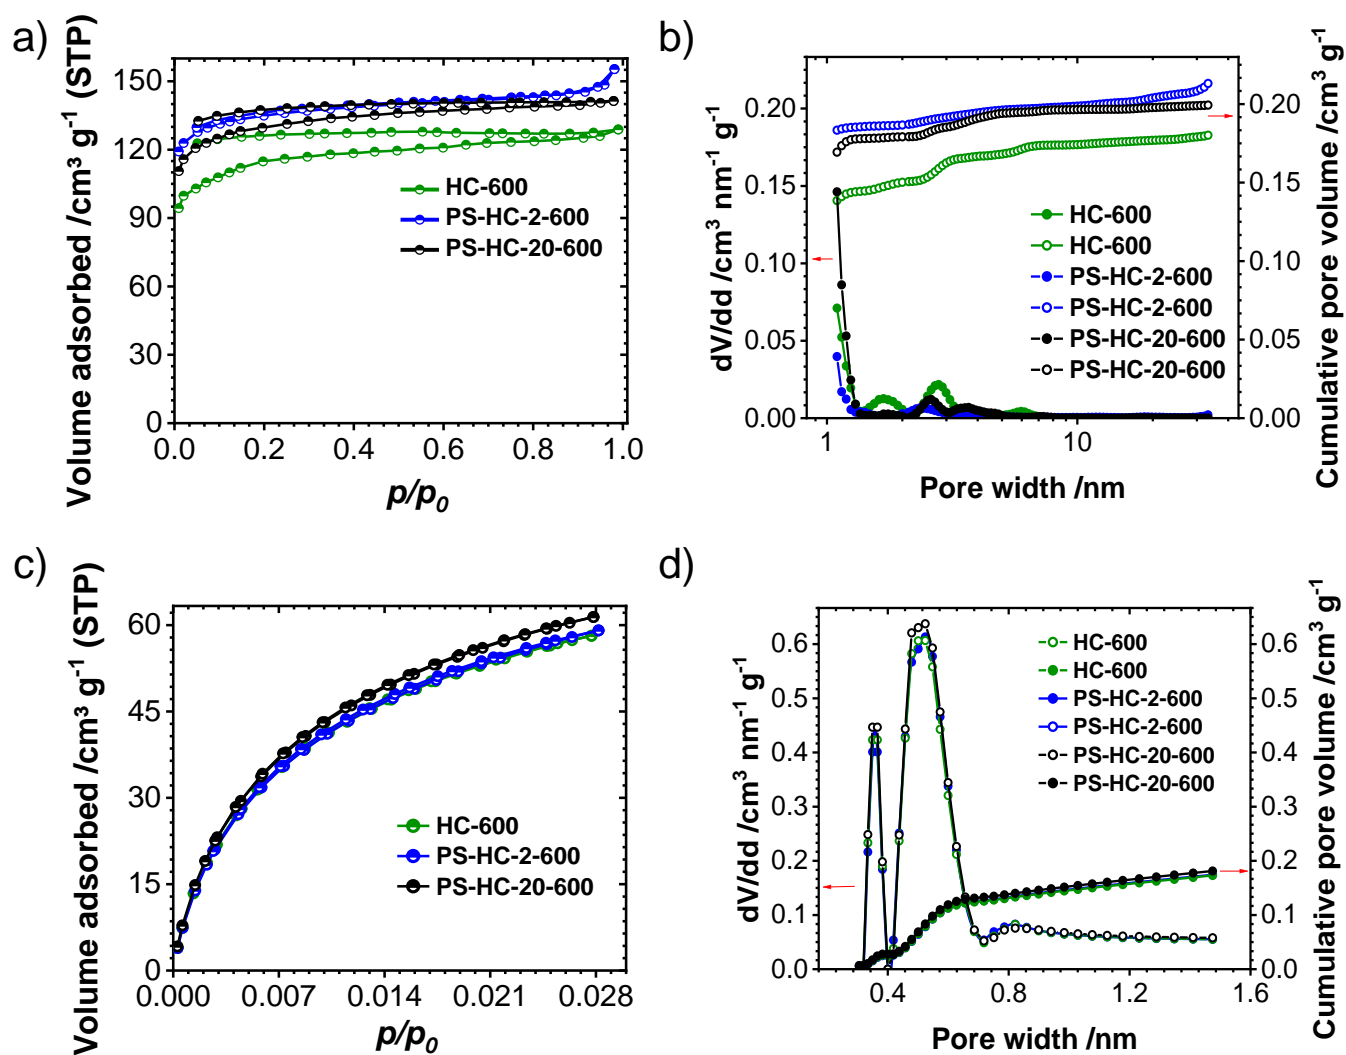 a)
Volume adsorbed /cm³ g⁻¹ (STP)
150
120
90
60
30
0
0.0 0.2 0.4 0.6 0.8 1.0
p/p₀
HC-600
PS-HC-2-600
PS-HC-20-600
b)
dV/dd /cm³ nm⁻¹ g⁻¹
0.20
0.15
0.10
0.05
0.00
1 10
Pore width /nm
HC-600
HC-600
PS-HC-2-600
PS-HC-2-600
PS-HC-20-600
PS-HC-20-600
0.20
0.15
0.10
0.05
0.00
Cumulative pore volume /cm³ g⁻¹
c)
Volume adsorbed /cm³ g⁻¹ (STP)
60
45
30
15
0
0.000 0.007 0.014 0.021 0.028
p/p₀
HC-600
PS-HC-2-600
PS-HC-20-600
d)
dV/dd /cm³ nm⁻¹ g⁻¹
0.6
0.5
0.4
0.3
0.2
0.1
0.0
0.4 0.8 1.2 1.6
Pore width /nm
HC-600
HC-600
PS-HC-2-600
PS-HC-2-600
PS-HC-20-600
PS-HC-20-600
0.6
0.5
0.4
0.3
0.2
0.1
0.0
Cumulative pore volume /cm³ g⁻¹